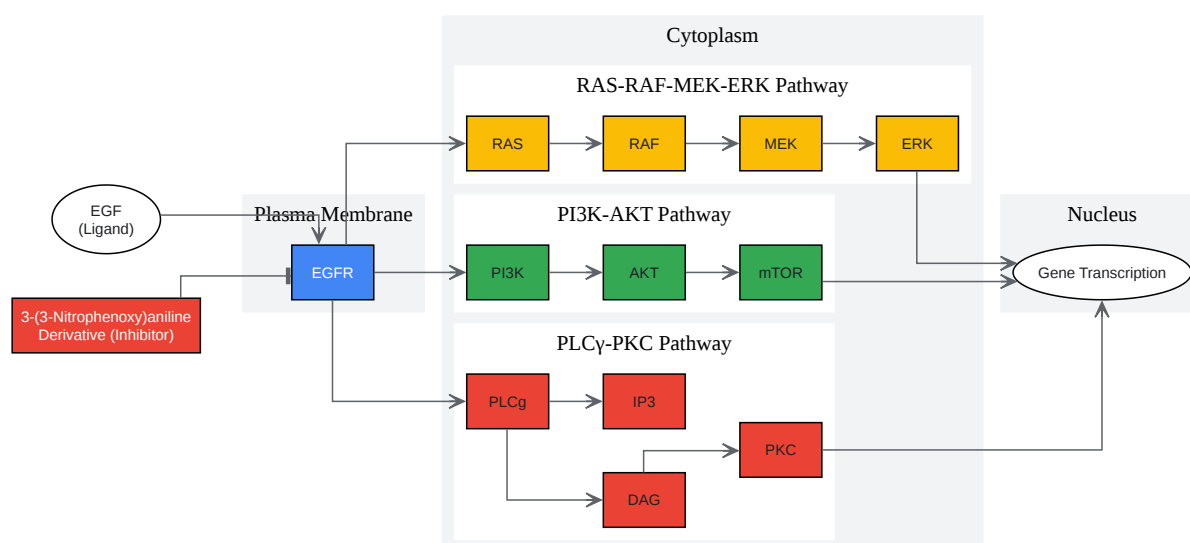 Cytoplasm
RAS-RAF-MEK-ERK Pathway
RAS
RAF
MEK
ERK
EGF
(Ligand)
Plasma Membrane
EGFR
3-(3-Nitrophenoxy)aniline
Derivative (Inhibitor)
PI3K-AKT Pathway
PI3K
AKT
mTOR
Nucleus
Gene Transcription
PLCγ-PKC Pathway
PLCg
IP3
PKC
DAG